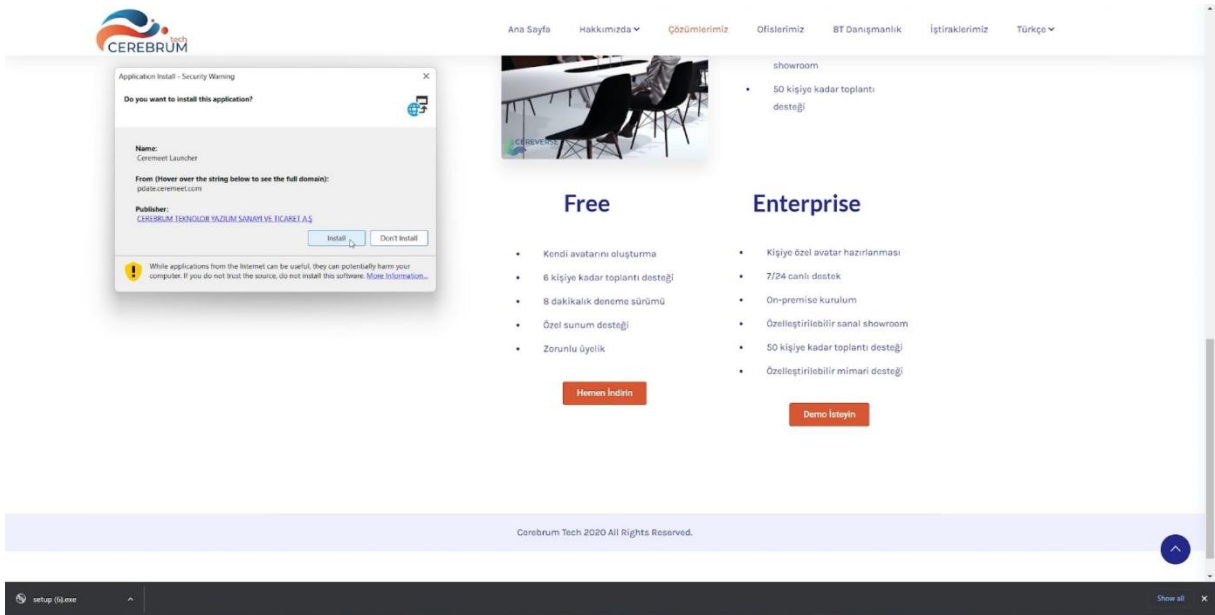 CEREBRUM
tech
Ana Sayfa
Hakkımızda
Çözümlerimiz
Ofislerimiz
BT Danışmanlık
İştiraklerimiz
Türkçe
Application Install - Security Warning
Do you want to install this application?
Name:
Ceremeet Launcher
From (Hover over the string below to see the full domain):
pdate.ceremeet.com
Publisher:
CEREBRUM TEKNOLOR YAZILIM SANAYI VE TICARET A.Ş
Install
Don't Install
While applications from the Internet can be useful, they can potentially harm your
computer. If you do not trust the source, do not install this software. More Information...
CEREVERSE
showroom
50 kişiye kadar toplantı
desteği
Free
Kendi avatarını oluşturma
6 kişiye kadar toplantı desteği
8 dakikalık deneme sürümü
Özel sunum desteği
Zorunlu üyelik
Hemen İndirin
Enterprise
Kişiye özel avatar hazırlanması
7/24 canlı destek
On-premise kurulum
Özelleştirilebilir sanal showroom
50 kişiye kadar toplantı desteği
Özelleştirilebilir mimari desteği
Demo İsteyin
Cerebrum Tech 2020 All Rights Reserved.
setup (6).exe
Show all